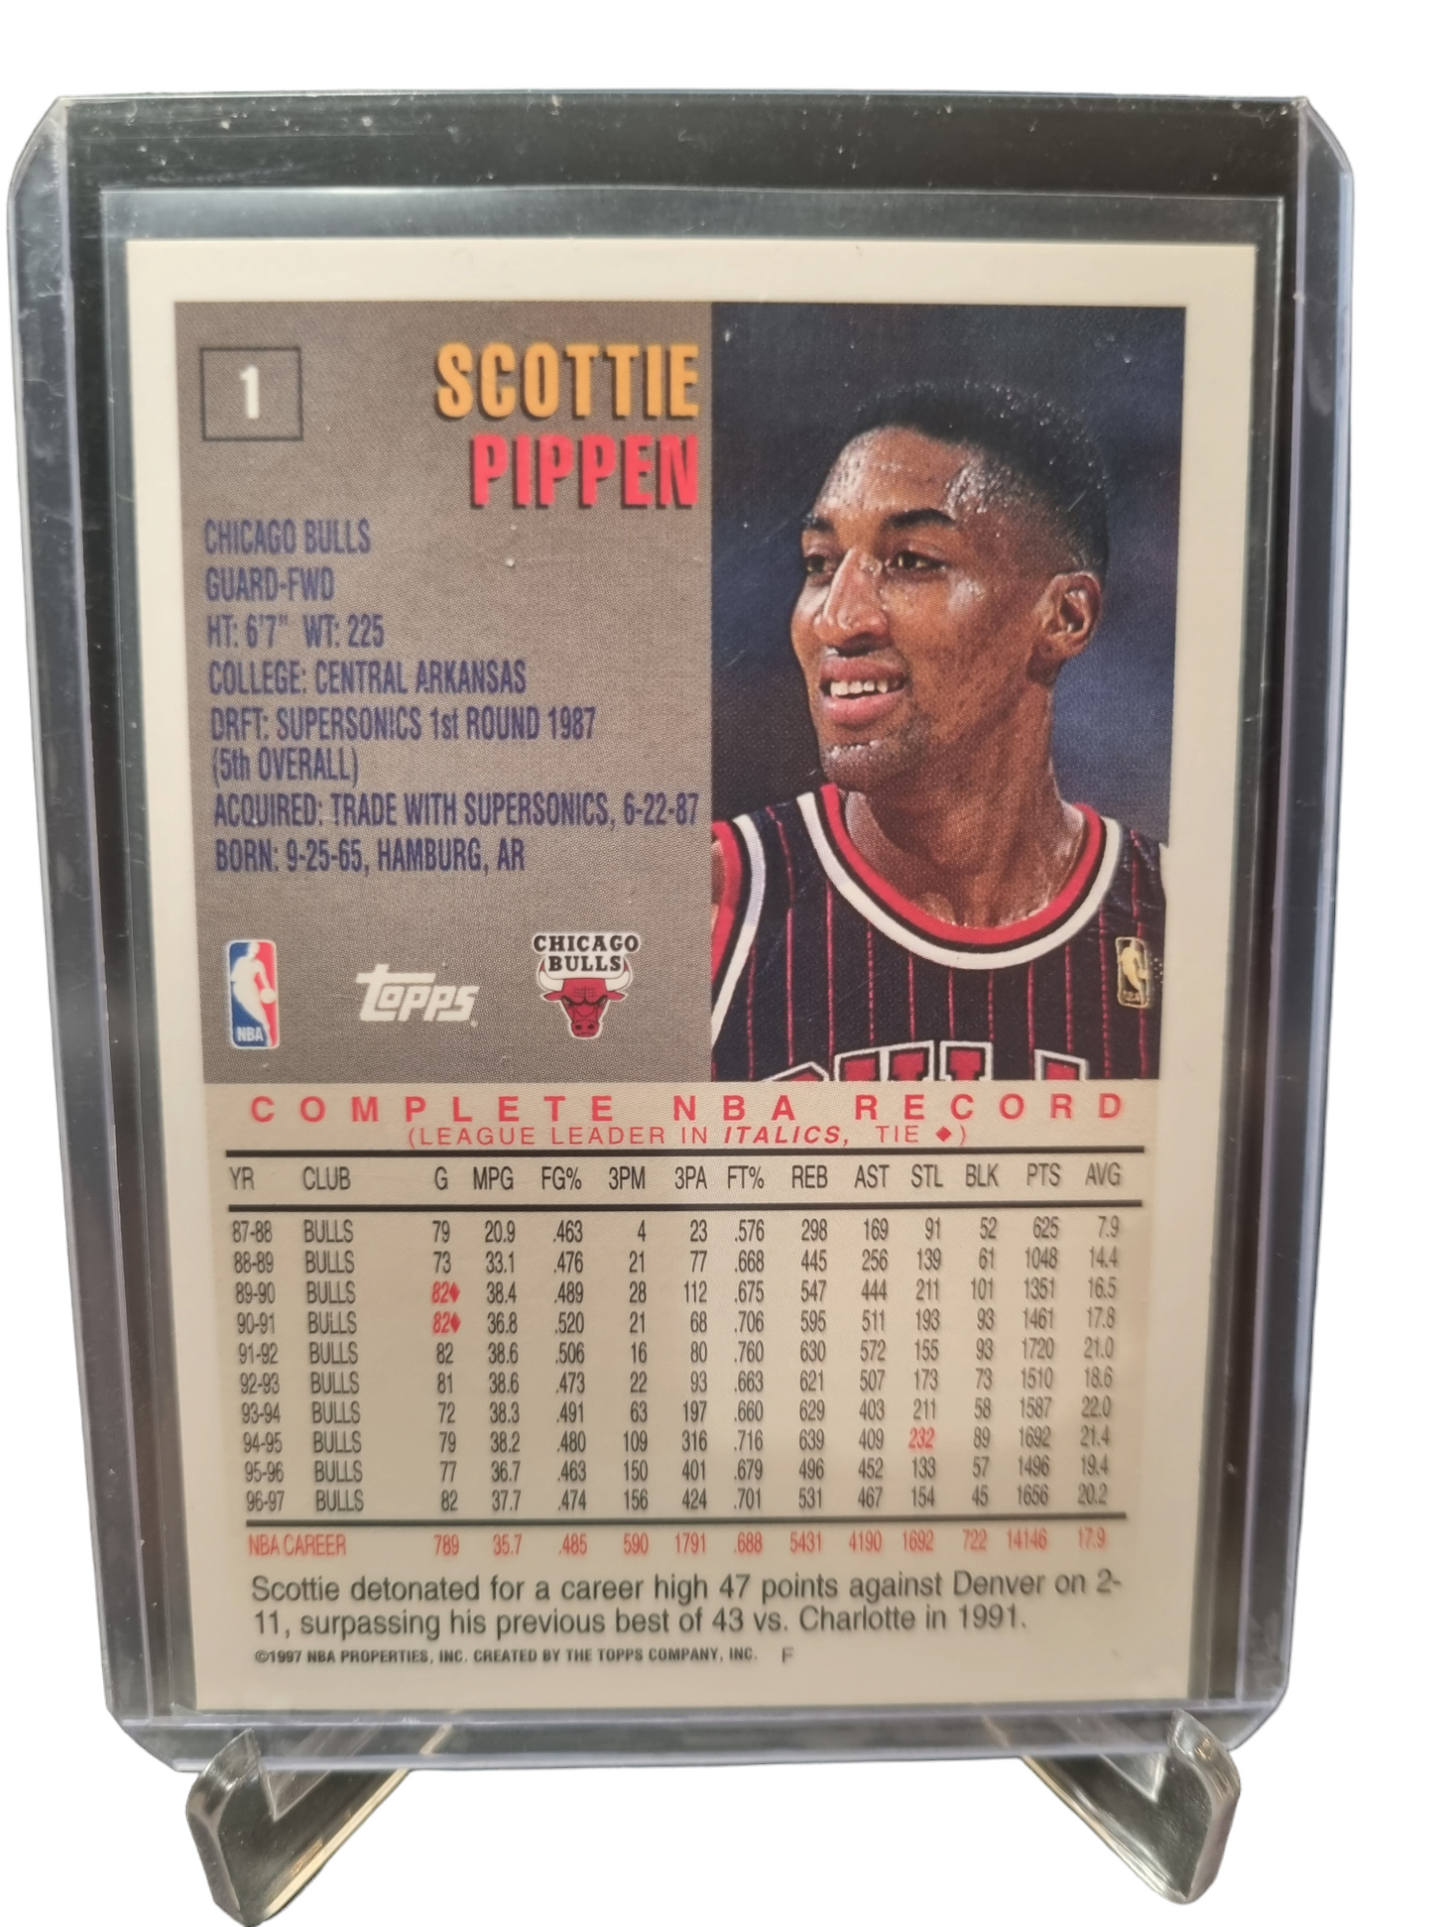 1
SCOTTIE
PIPPEN
CHICAGO BULLS
GUARD-FWD
HT: 6'7" WT: 225
COLLEGE: CENTRAL ARKANSAS
DRFT: SUPERSONICS 1st ROUND 1987
(5th OVERALL)
ACQUIRED: TRADE WITH SUPERSONICS, 6-22-87
BORN: 9-25-65, HAMBURG, AR
NBA
TOPPS
CHICAGO
BULLS
COMPLETE NBA RECORD
(LEAGUE LEADER IN ITALICS, TIE ♦)
YR CLUB G MPG FG% 3PM 3PA FT% REB AST STL BLK PTS AVG
87-88 BULLS 79 20.9 .463 4 23 .576 298 169 91 52 625 7.9
88-89 BULLS 73 33.1 .476 21 77 .668 445 256 139 61 1048 14.4
89-90 BULLS 82♦ 38.4 .489 28 112 .675 547 444 211 101 1351 16.5
90-91 BULLS 82♦ 36.8 .520 21 68 .706 595 511 193 93 1461 17.8
91-92 BULLS 82 38.6 .506 16 80 .760 630 572 155 93 1720 21.0
92-93 BULLS 81 38.6 .473 22 93 .663 621 507 173 73 1510 18.6
93-94 BULLS 72 38.3 .491 63 197 .660 629 403 211 58 1587 22.0
94-95 BULLS 79 38.2 .480 109 316 .716 639 409 232 89 1692 21.4
95-96 BULLS 77 36.7 .463 150 401 .679 496 452 133 57 1496 19.4
96-97 BULLS 82 37.7 .474 156 424 .701 531 467 154 45 1656 20.2
NBA CAREER 789 35.7 .485 590 1791 .688 5431 4190 1692 722 14146 17.9
Scottie detonated for a career high 47 points against Denver on 2-
11, surpassing his previous best of 43 vs. Charlotte in 1991.
©1997 NBA PROPERTIES, INC. CREATED BY THE TOPPS COMPANY, INC. F